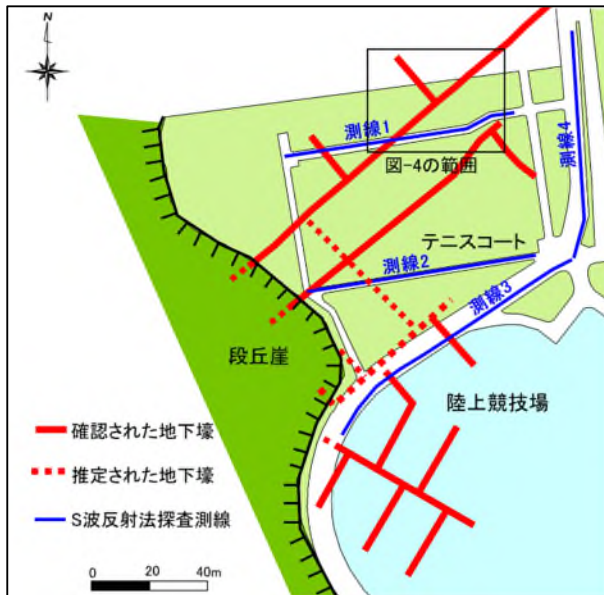 N
測線1
図-4の範囲
測線4
テニスコート
測線2
測線3
段丘崖
陸上競技場
確認された地下壕
推定された地下壕
S波反射法探査測線
0 20 40m